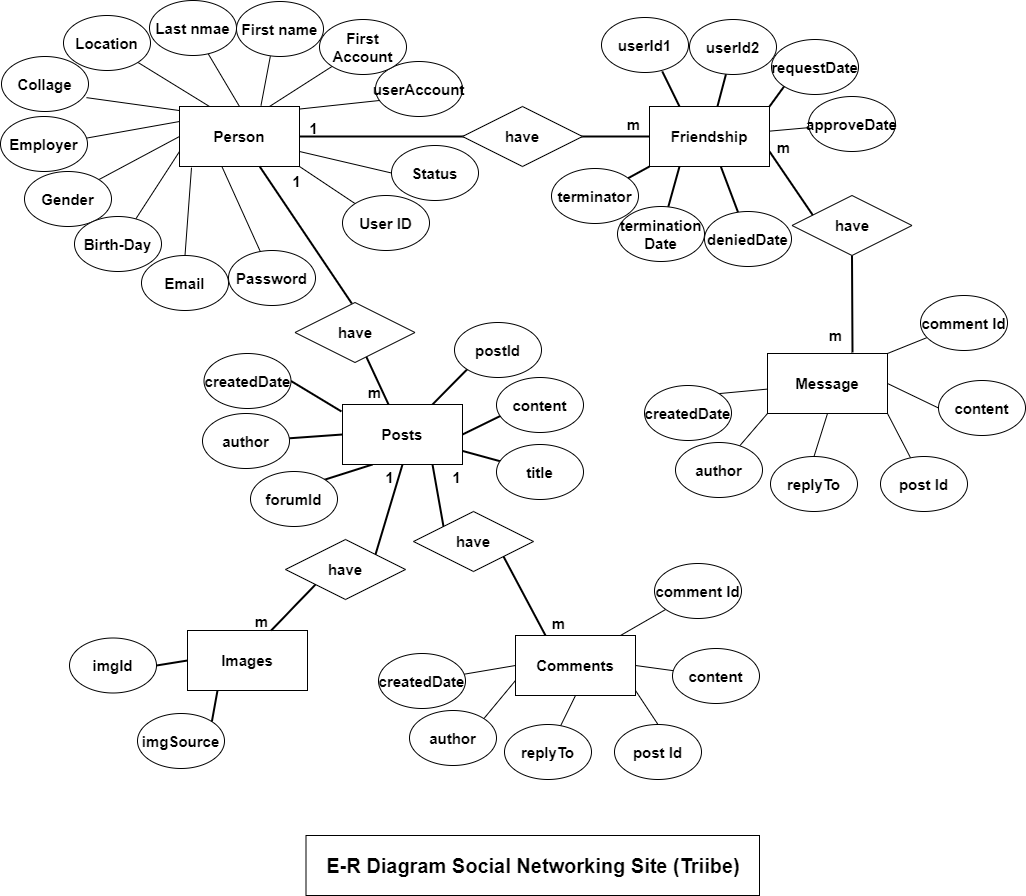 Last nmae
First name
Location
First
Account
userAccount
Collage
Employer
Gender
Birth-Day
Email
Password
User ID
Status
Person
1
have
m
userId1
userId2
requestDate
approveDate
Friendship
m
terminator
termination
Date
deniedDate
have
1
have
m
m
comment Id
Message
content
createdDate
author
replyTo
post Id
postId
createdDate
content
Posts
author
title
forumId
1
1
have
have
m
m
Images
imgId
imgSource
comment Id
Comments
content
createdDate
author
replyTo
post Id
E-R Diagram Social Networking Site (Triibe)